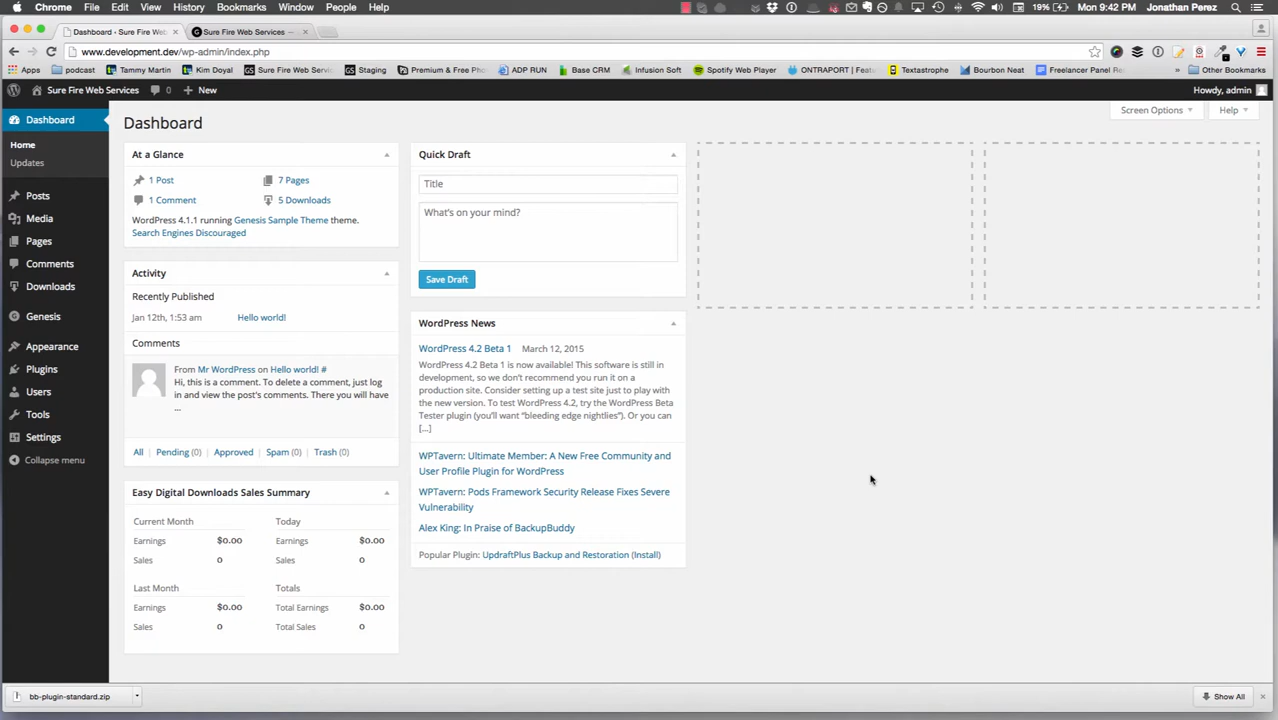 Chrome File Edit View History Bookmarks Window People Help
19% Mon 9:42 PM Jonathan Perez
Dashboard ‹ Sure Fire Web
Sure Fire Web Services —
www.development.dev/wp-admin/index.php
Apps podcast Tammy Martin Kim Doyal Sure Fire Web Servi Staging Premium & Free Pho ADP RUN Base CRM Infusion Soft Spotify Web Player ONTRAPORT | Feat Textastrophe Bourbon Neat Freelancer Panel Re » Other Bookmarks
Sure Fire Web Services 0 New
Howdy, admin
Screen Options Help
Dashboard
Home
Updates
Posts
Media
Pages
Comments
Downloads
Genesis
Appearance
Plugins
Users
Tools
Settings
Collapse menu
Dashboard
At a Glance
1 Post 7 Pages
1 Comment 5 Downloads
WordPress 4.1.1 running Genesis Sample Theme theme.
Search Engines Discouraged
Activity
Recently Published
Jan 12th, 1:53 am Hello world!
Comments
From Mr WordPress on Hello world! #
Hi, this is a comment. To delete a comment, just log
in and view the post's comments. There you will have
...
All | Pending (0) | Approved | Spam (0) | Trash (0)
Easy Digital Downloads Sales Summary
Current Month Today
Earnings $0.00 Earnings $0.00
Sales 0 Sales 0
Last Month Totals
Earnings $0.00 Total Earnings $0.00
Sales 0 Total Sales 0
Quick Draft
Title
What's on your mind?
Save Draft
WordPress News
WordPress 4.2 Beta 1 March 12, 2015
WordPress 4.2 Beta 1 is now available! This software is still in
development, so we don't recommend you run it on a
production site. Consider setting up a test site just to play with
the new version. To test WordPress 4.2, try the WordPress Beta
Tester plugin (you'll want "bleeding edge nightlies"). Or you can
[...]
WPTavern: Ultimate Member: A New Free Community and
User Profile Plugin for WordPress
WPTavern: Pods Framework Security Release Fixes Severe
Vulnerability
Alex King: In Praise of BackupBuddy
Popular Plugin: UpdraftPlus Backup and Restoration (Install)
bb-plugin-standard.zip
Show All